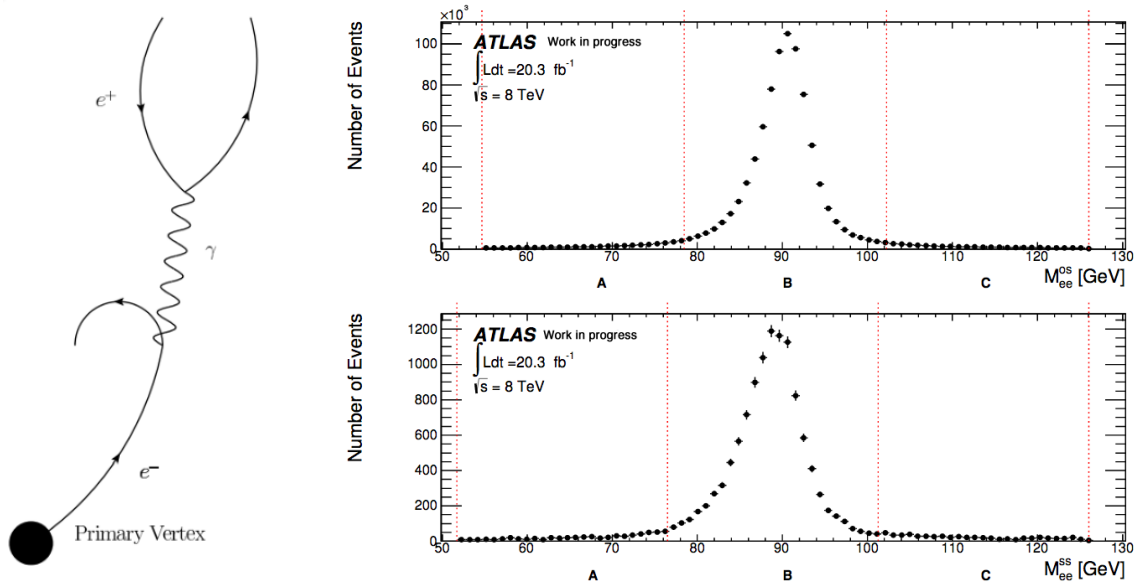 e+
γ
e−
Primary Vertex
×10³
Number of Events
100
80
60
40
20
0
ATLAS Work in progress
∫Ldt =20.3 fb⁻¹
√s = 8 TeV
50 60 70 80 90 100 110 120 130
A B C
M_ee^os [GeV]
Number of Events
1200
1000
800
600
400
200
0
ATLAS Work in progress
∫Ldt =20.3 fb⁻¹
√s = 8 TeV
50 60 70 80 90 100 110 120 130
A B C
M_ee^ss [GeV]